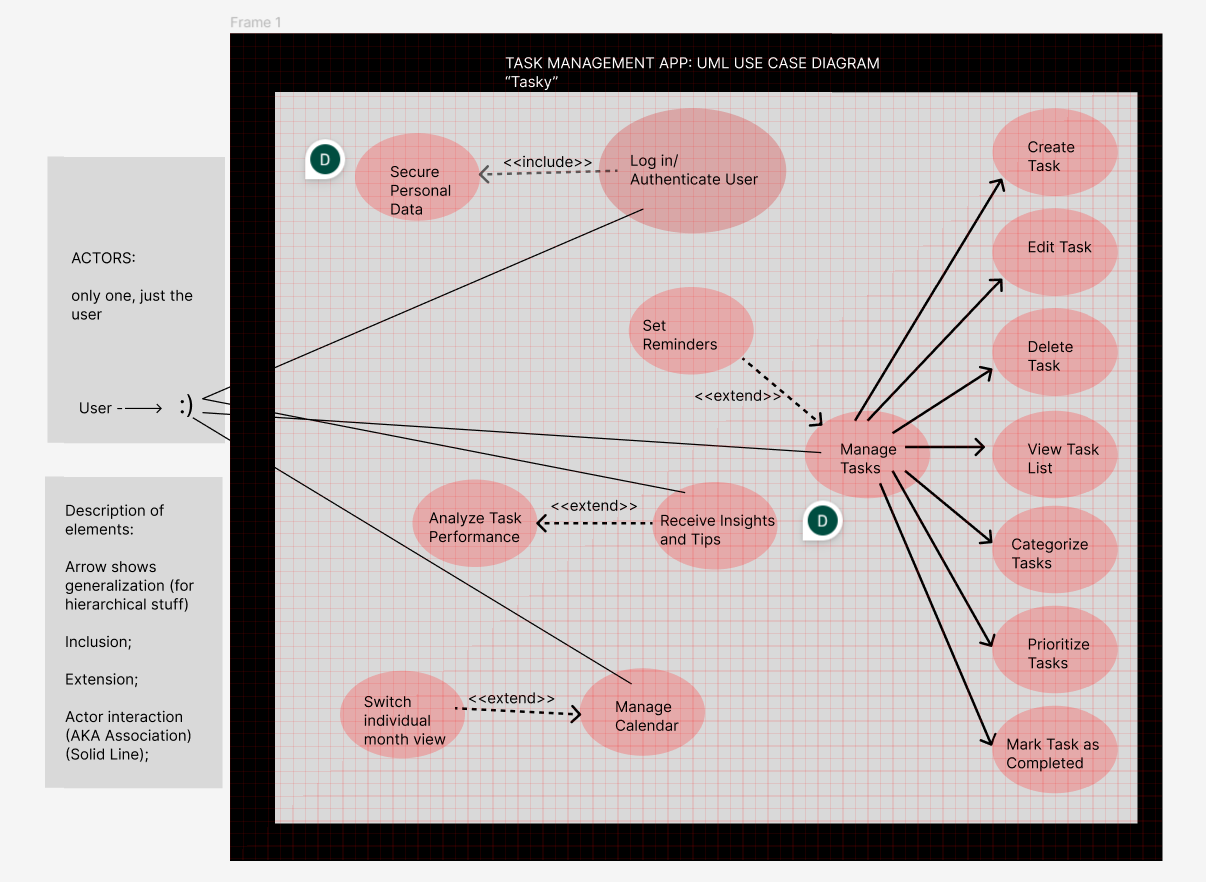 Frame 1
TASK MANAGEMENT APP: UML USE CASE DIAGRAM
“Tasky”
D
Secure
Personal
Data
<<include>>
Log in/
Authenticate User
Create
Task
Edit Task
Delete
Task
View Task
List
Categorize
Tasks
Prioritize
Tasks
Mark Task as
Completed
Set
Reminders
<<extend>>
Manage
Tasks
D
ACTORS:
only one, just the
user
User
:)
Analyze Task
Performance
<<extend>>
Receive Insights
and Tips
Switch
individual
month view
<<extend>>
Manage
Calendar
Description of
elements:
Arrow shows
generalization (for
hierarchical stuff)
Inclusion;
Extension;
Actor interaction
(AKA Association)
(Solid Line);